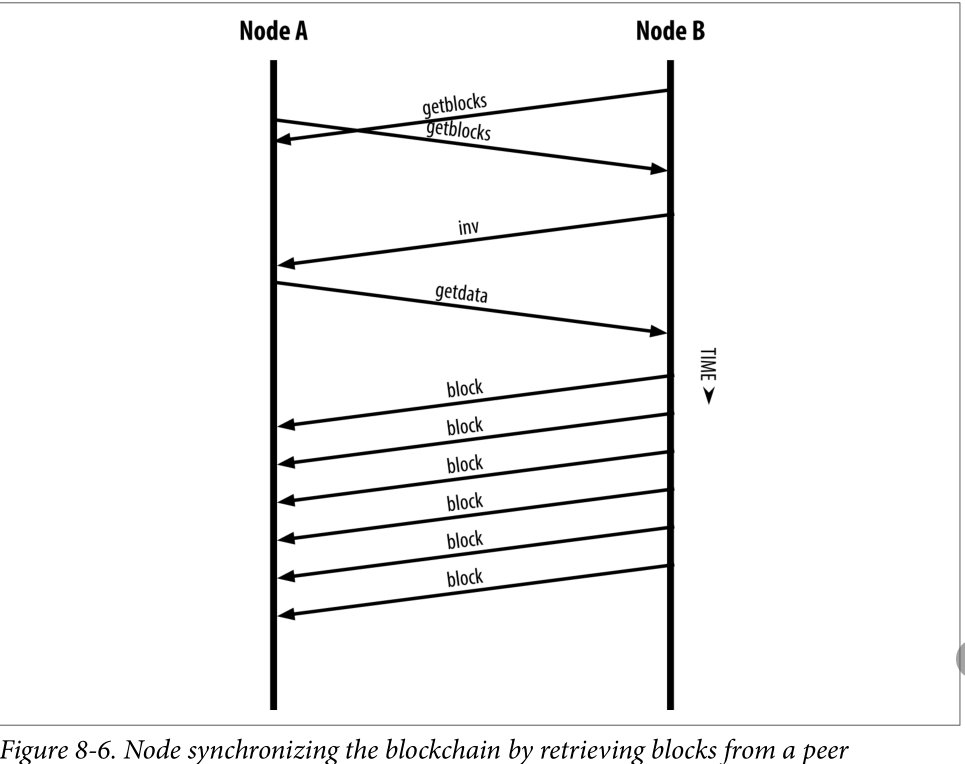 Node A
Node B
getblocks
getblocks
inv
getdata
TIME
block
block
block
block
block
block
Figure 8-6. Node synchronizing the blockchain by retrieving blocks from a peer